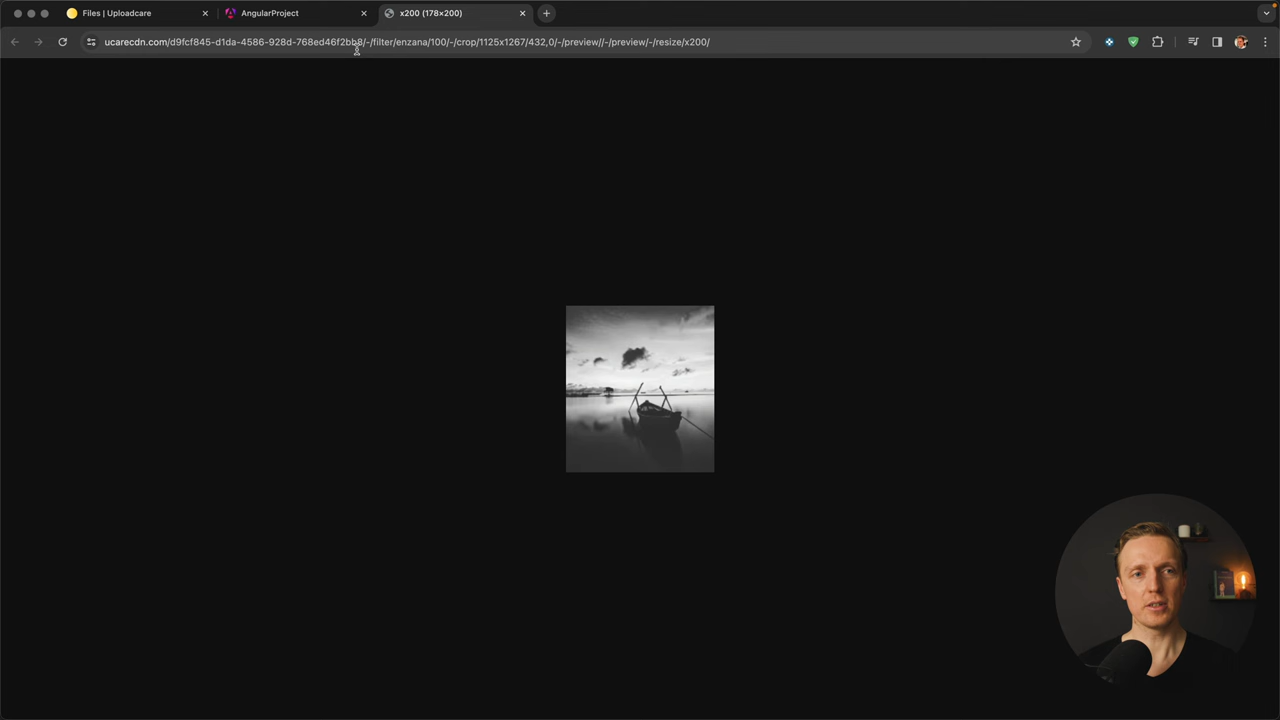 Files | Uploadcare
AngularProject
x200 (178×200)
ucarecdn.com/d9fcf845-d1da-4586-928d-768ed46f2bb8/-/filter/enzana/100/-/crop/1125x1267/432,0/-/preview//-/preview/-/resize/x200/